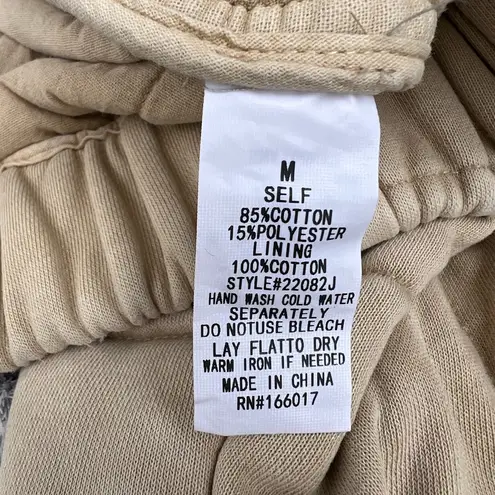 M
SELF
85%COTTON
15%POLYESTER
LINING
100%COTTON
STYLE#22082J
HAND WASH COLD WATER
SEPARATELY
DO NOTUSE BLEACH
LAY FLATTO DRY
WARM IRON IF NEEDED
MADE IN CHINA
RN#166017